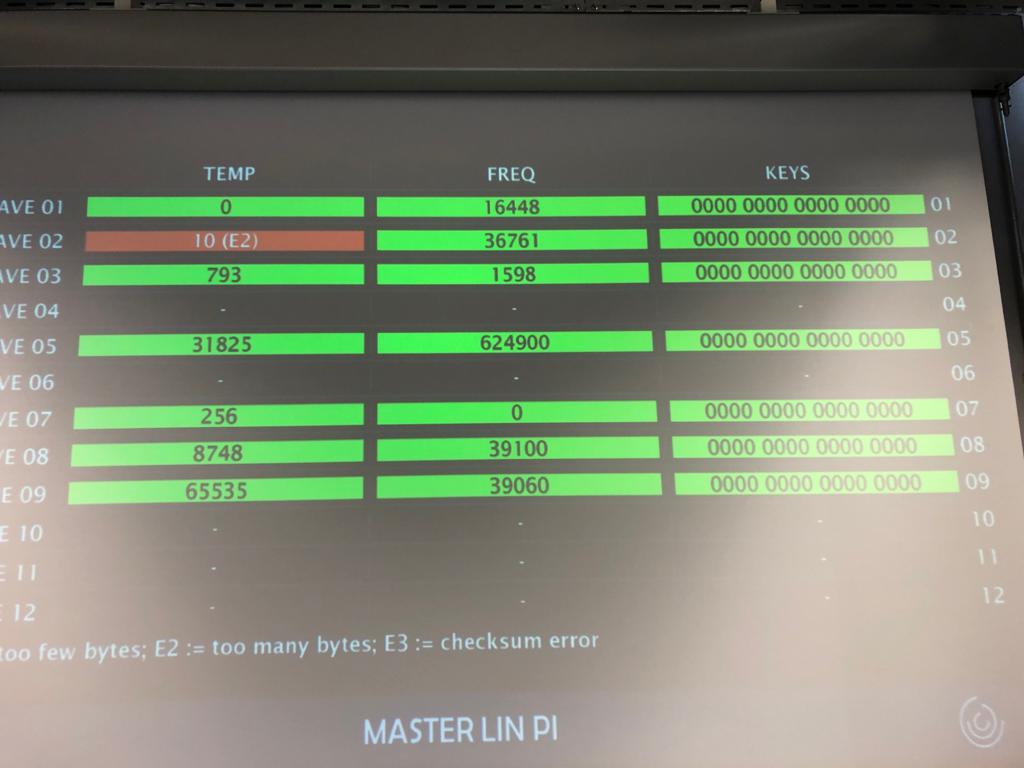 TEMP FREQ KEYS
AVE 01 0 16448 0000 0000 0000 0000 01
AVE 02 10 (E2) 36761 0000 0000 0000 0000 02
AVE 03 793 1598 0000 0000 0000 0000 03
VE 04 - - - 04
VE 05 31825 624900 0000 0000 0000 0000 05
VE 06 - - - 06
VE 07 256 0 0000 0000 0000 0000 07
VE 08 8748 39100 0000 0000 0000 0000 08
E 09 65535 39060 0000 0000 0000 0000 09
E 10 - - - 10
E 11 - - - 11
E 12 - - - 12
too few bytes; E2 := too many bytes; E3 := checksum error
MASTER LIN PI